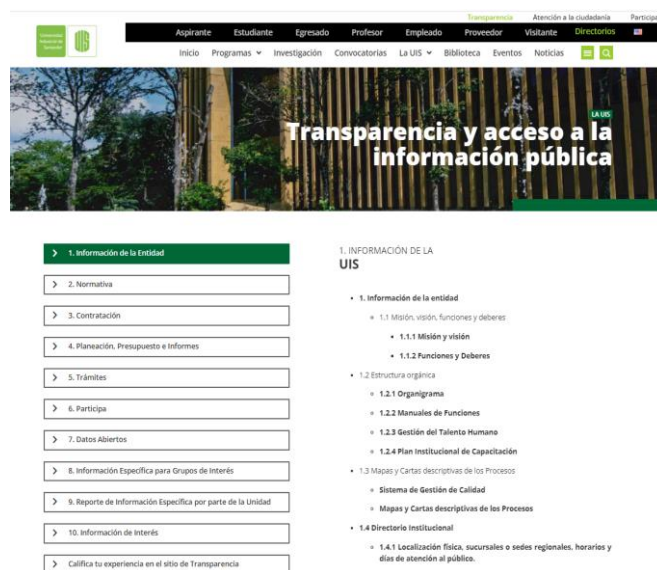 Transparencia Atención a la ciudadanía Participa
Universidad
Industrial de
Santander
UIS
Aspirante Estudiante Egresado Profesor Empleado Proveedor Visitante Directorios
Inicio Programas Investigación Convocatorias La UIS Biblioteca Eventos Noticias
LA UIS
Transparencia y acceso a la
información pública
1. Información de la Entidad
2. Normativa
3. Contratación
4. Planeación, Presupuesto e Informes
5. Trámites
6. Participa
7. Datos Abiertos
8. Información Específica para Grupos de Interés
9. Reporte de Información Específica por parte de la Unidad
10. Información de Interés
Califica tu experiencia en el sitio de Transparencia
1. INFORMACIÓN DE LA
UIS
1. Información de la entidad
1.1 Misión, visión, funciones y deberes
1.1.1 Misión y visión
1.1.2 Funciones y Deberes
1.2 Estructura orgánica
1.2.1 Organigrama
1.2.2 Manuales de Funciones
1.2.3 Gestión del Talento Humano
1.2.4 Plan Institucional de Capacitación
1.3 Mapas y Cartas descriptivas de los Procesos
Sistema de Gestión de Calidad
Mapas y Cartas descriptivas de los Procesos
1.4 Directorio Institucional
1.4.1 Localización física, sucursales o sedes regionales, horarios y
días de atención al público.